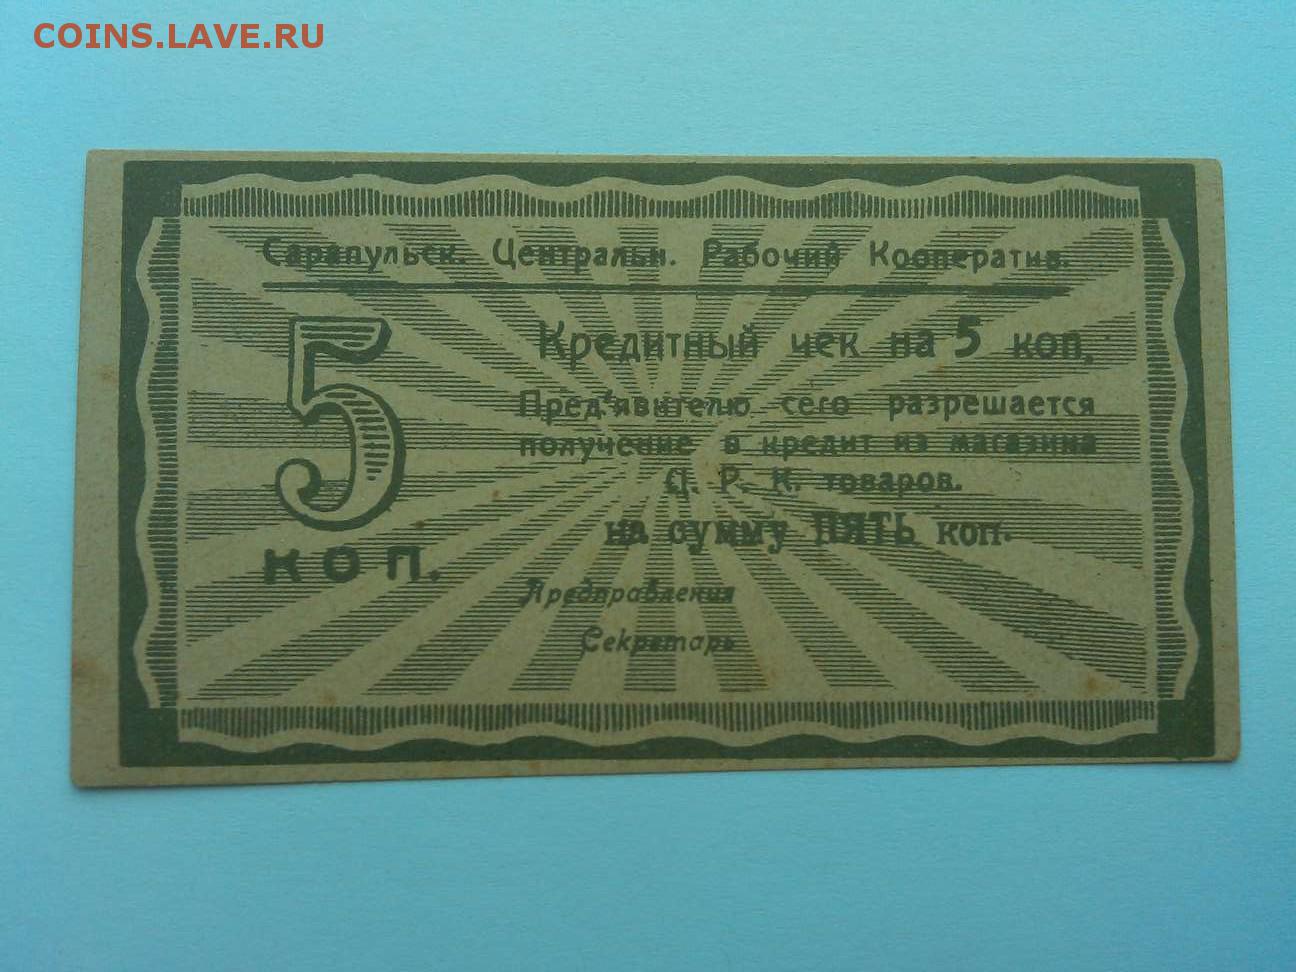 COINS.LAVE.RU
Сарапульск. Центральн. Рабочий Кооператив.
5
коп.
Кредитный чек на 5 коп.
Пред'явителю сего разрешается
получение в кредит из магазина
Ц. Р. К. товаров.
на сумму ПЯТЬ коп.
Предправления
Секретарь